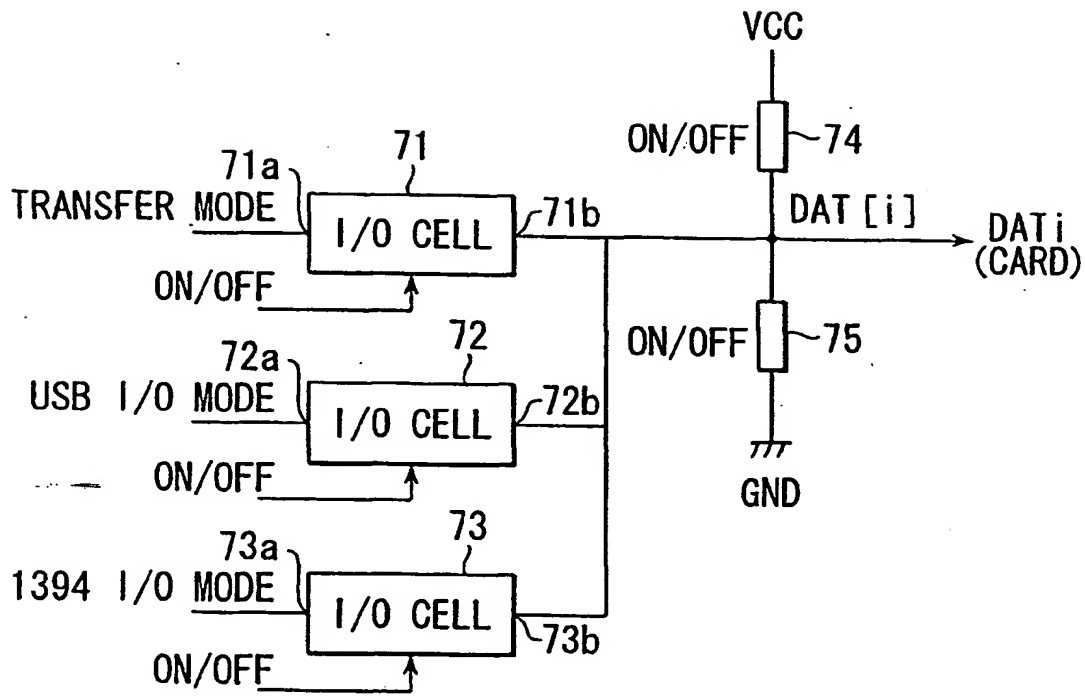 VCC
ON/OFF 74
71
71a
TRANSFER MODE
I/O CELL
71b
DAT [i]
DATi
(CARD)
ON/OFF
ON/OFF 75
72
72a
USB I/O MODE
I/O CELL
72b
ON/OFF
GND
73
73a
1394 I/O MODE
I/O CELL
73b
ON/OFF